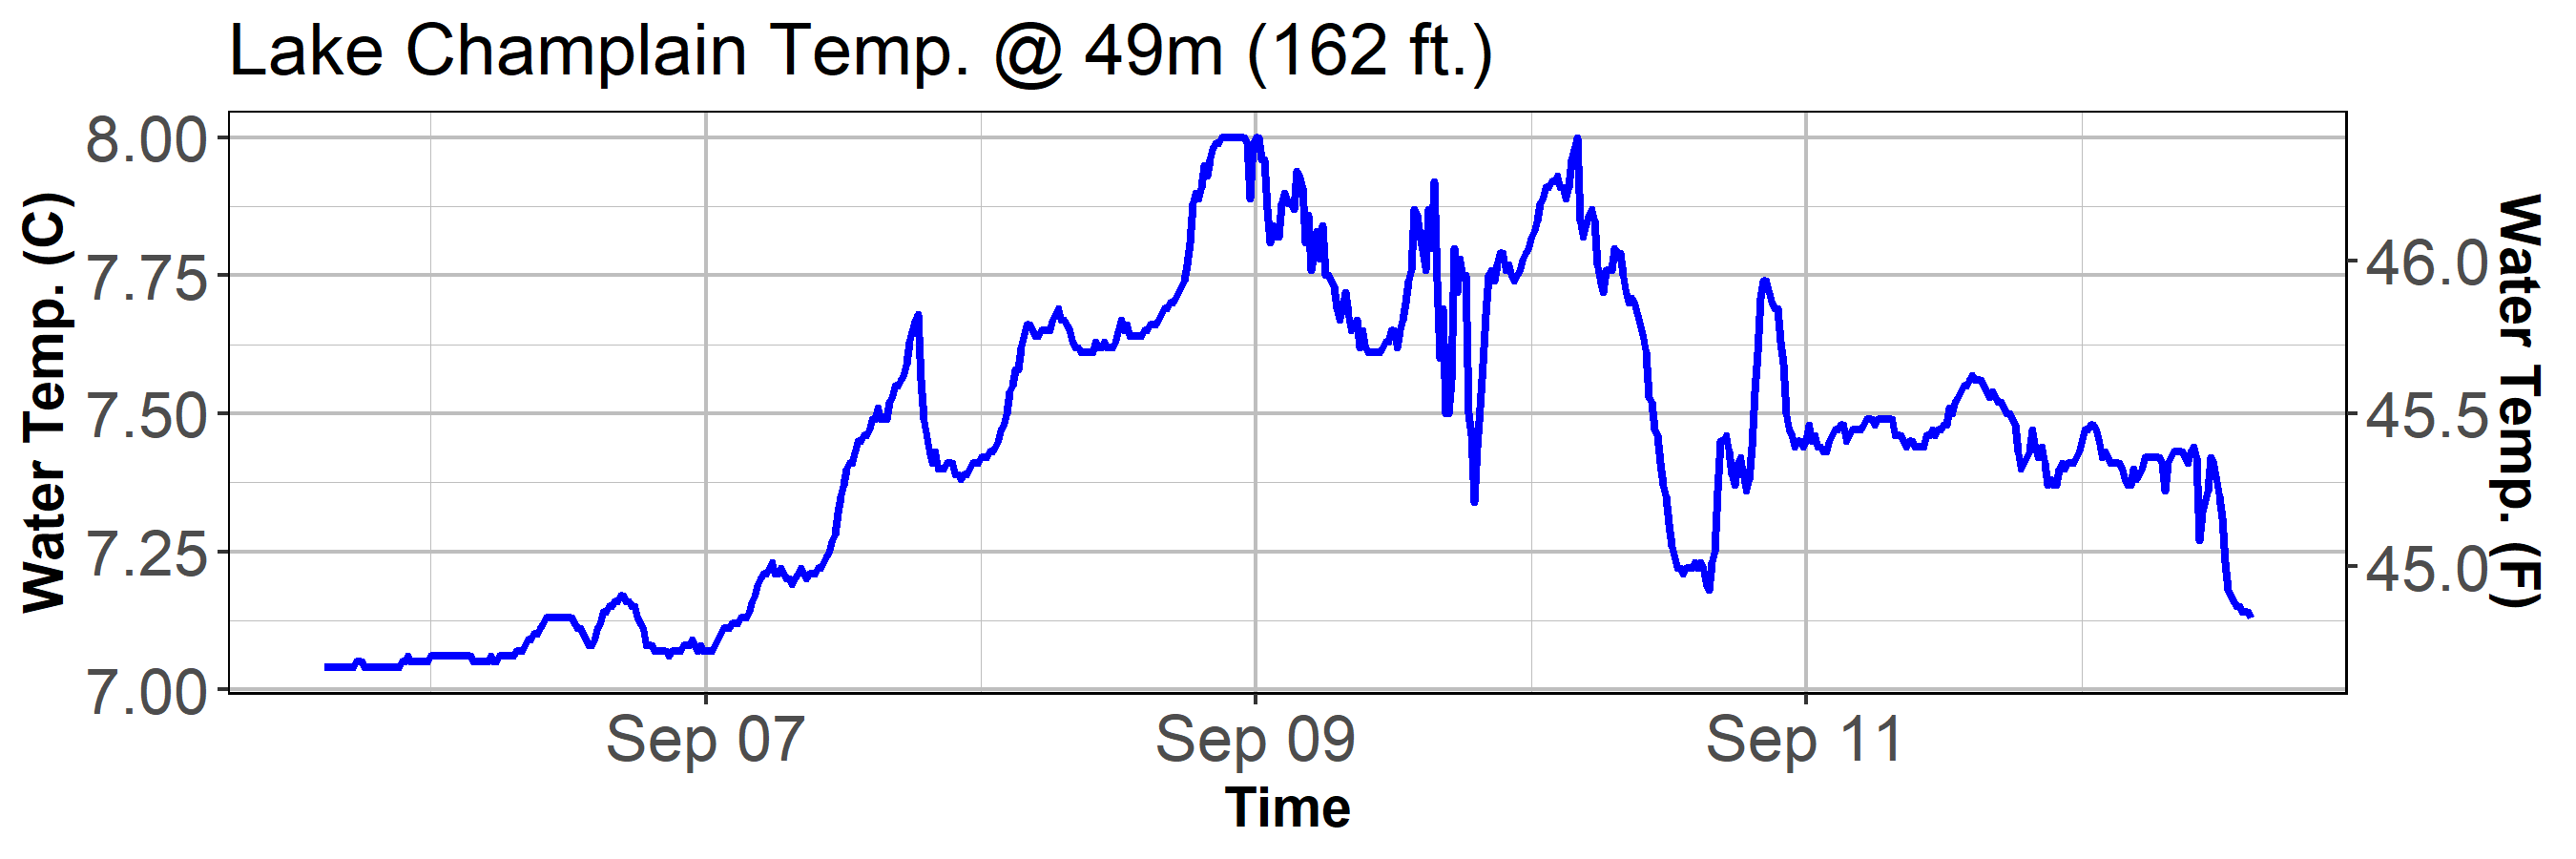 Lake Champlain Temp. @ 49m (162 ft.)
Water Temp. (C)
8.00
7.75
7.50
7.25
7.00
46.0
45.5
45.0
Water Temp. (F)
Sep 07 Sep 09 Sep 11
Time